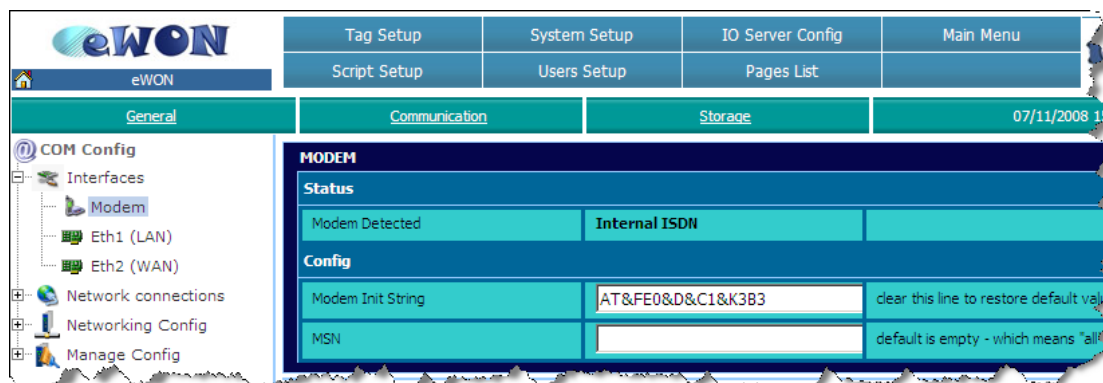 eWON
Tag Setup
System Setup
IO Server Config
Main Menu
eWON
Script Setup
Users Setup
Pages List
General
Communication
Storage
07/11/2008
COM Config
Interfaces
Modem
Eth1 (LAN)
Eth2 (WAN)
Network connections
Networking Config
Manage Config
MODEM
Status
Modem Detected
Internal ISDN
Config
Modem Init String
AT&FE0&D&C1&K3B3
clear this line to restore default
MSN
default is empty - which means "all